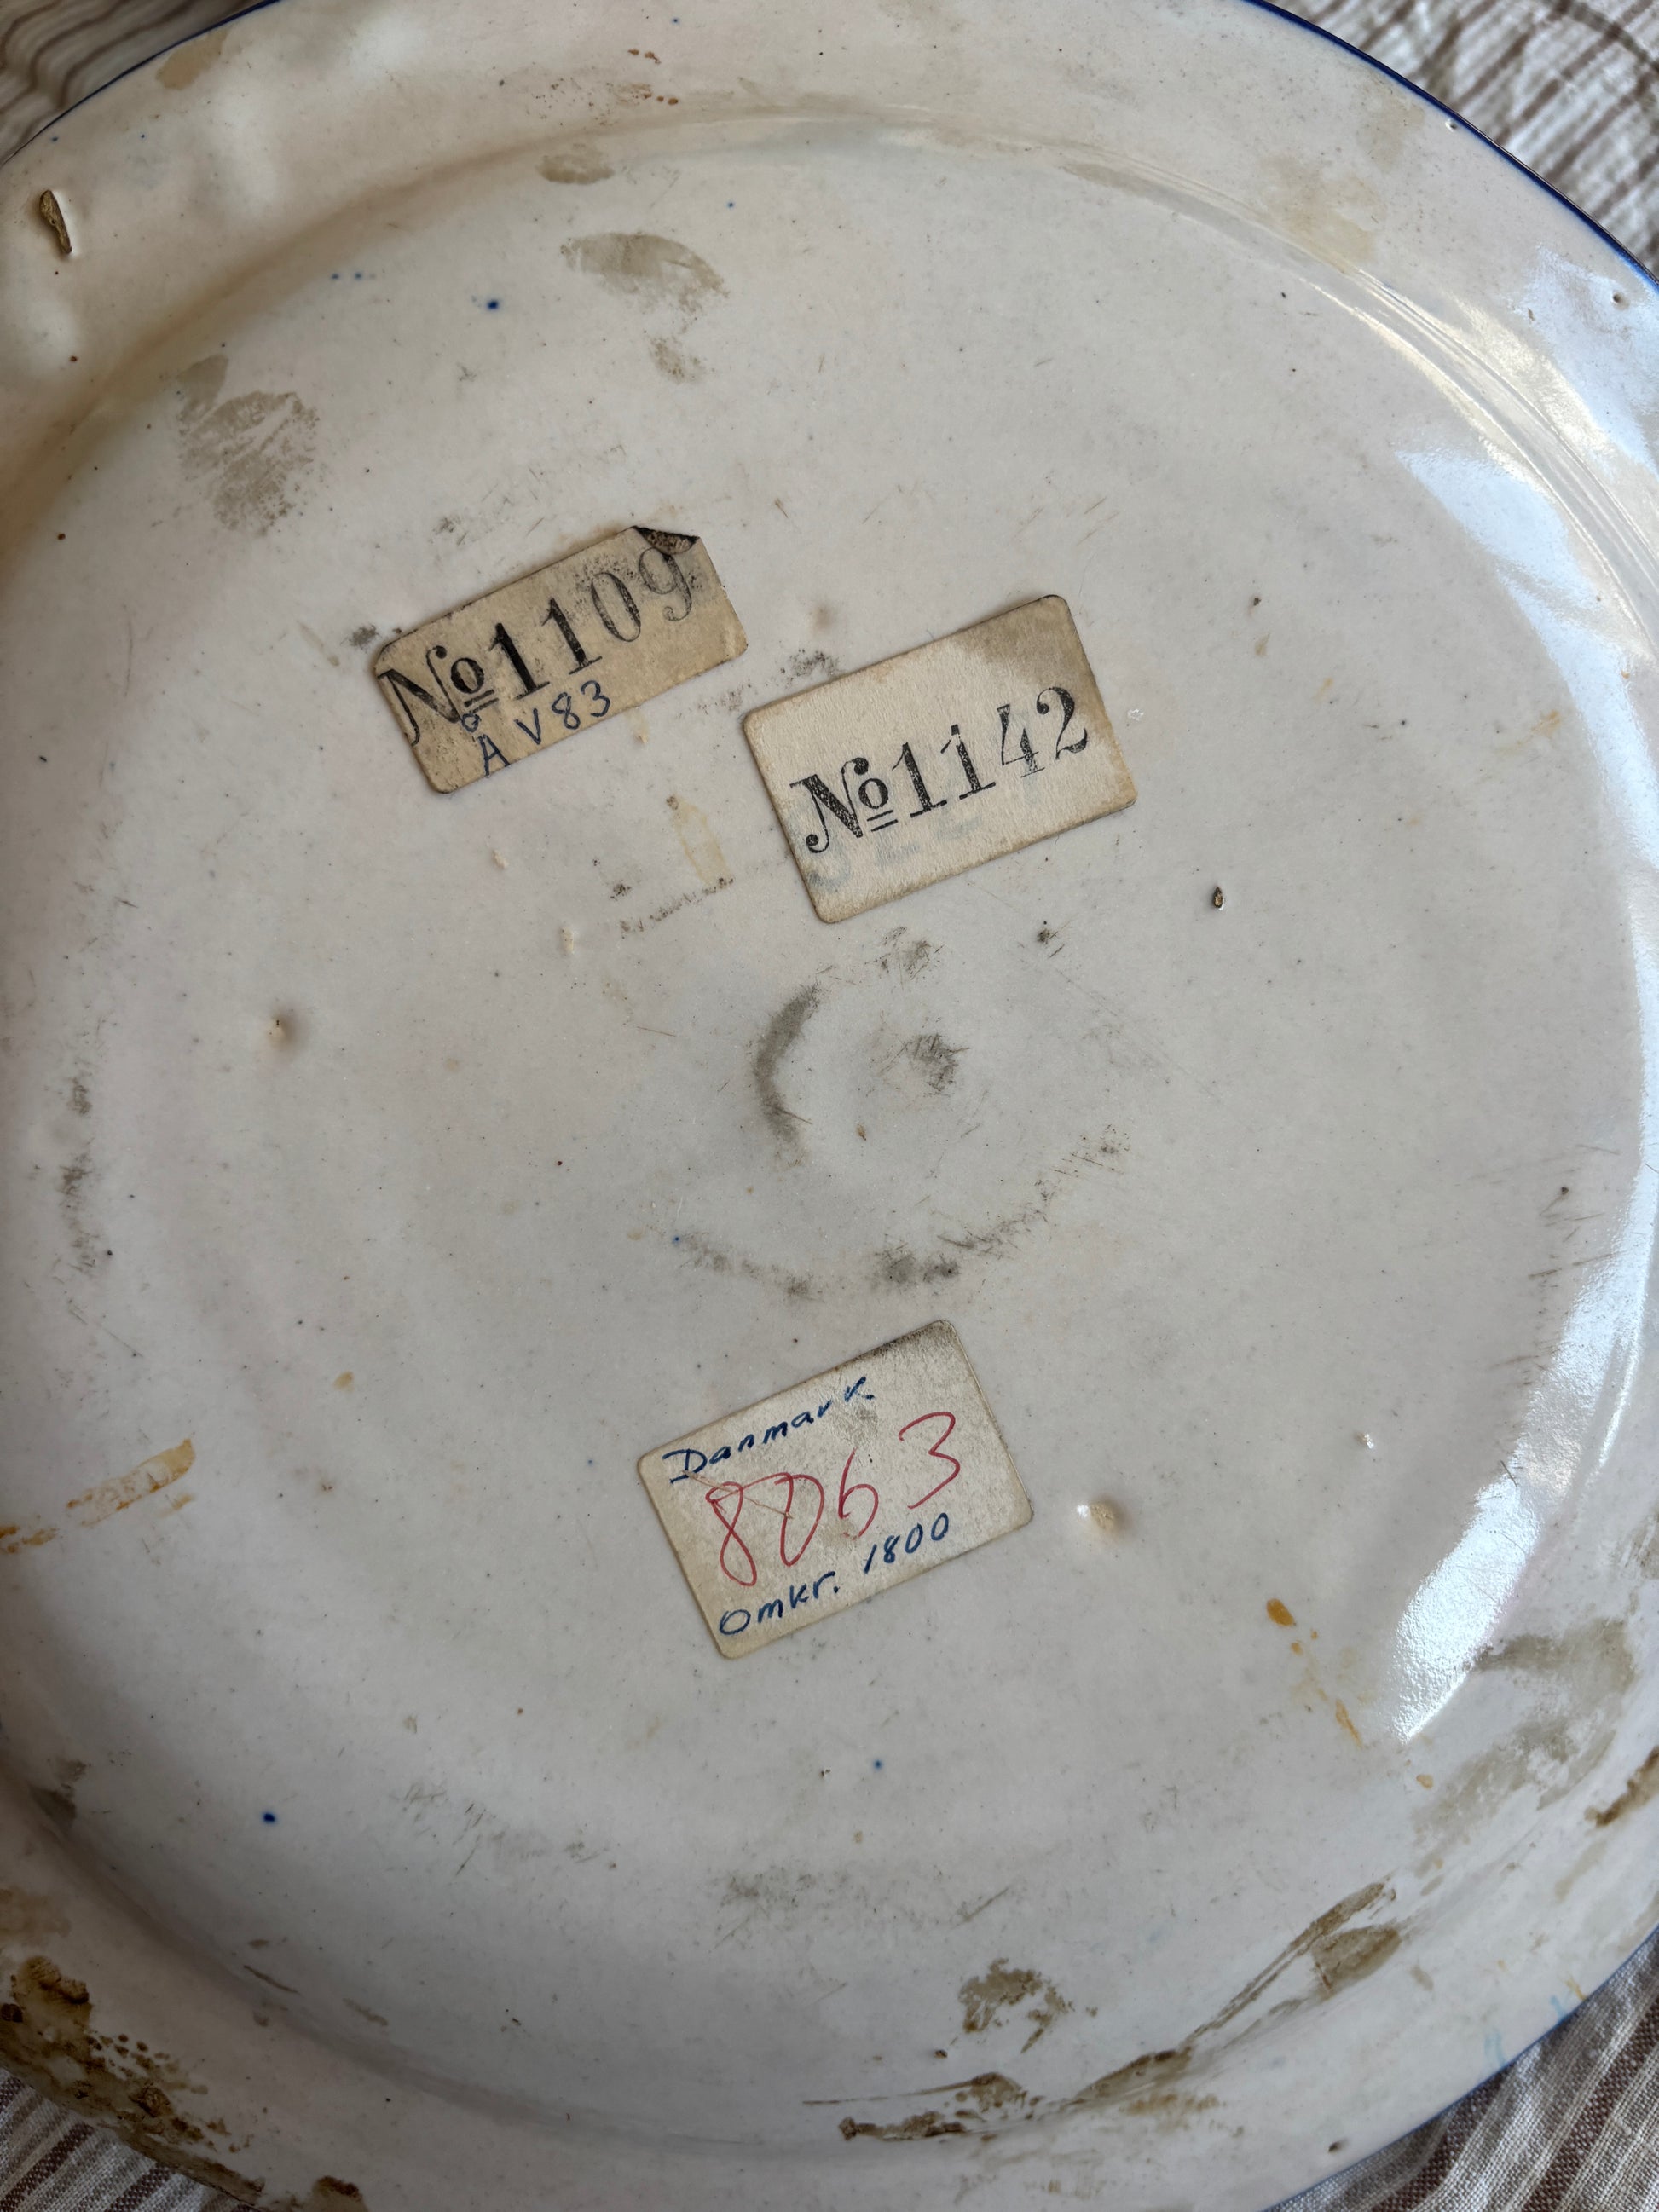 №1109
Å V83
№1142
Danmark
8063
Omkr. 1800